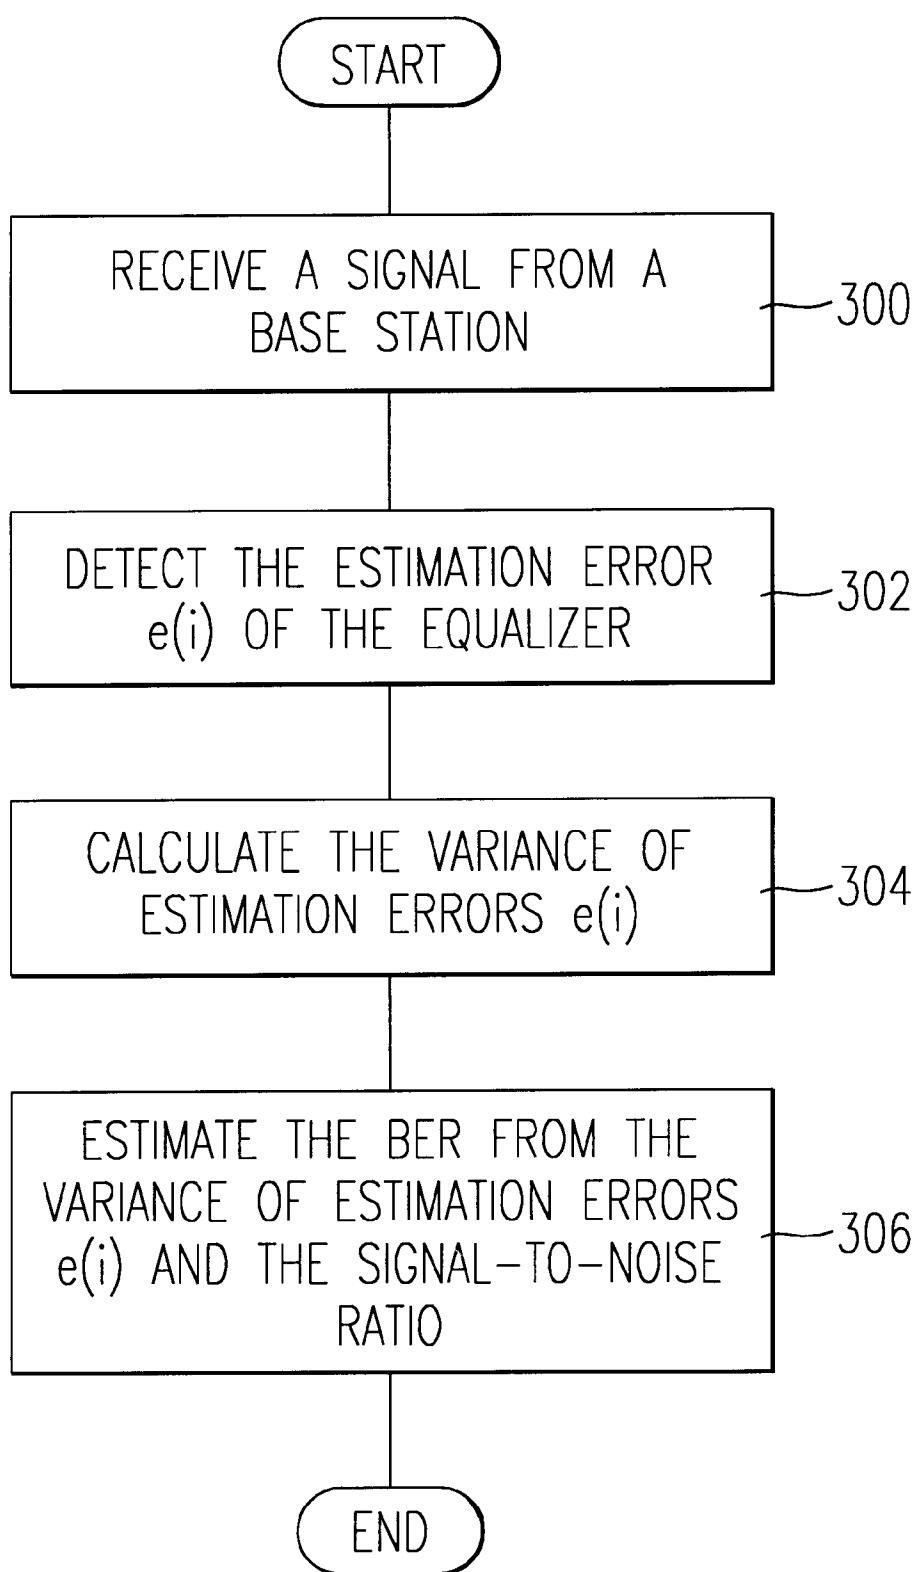 START
RECEIVE A SIGNAL FROM A
BASE STATION
300
DETECT THE ESTIMATION ERROR
e(i) OF THE EQUALIZER
302
CALCULATE THE VARIANCE OF
ESTIMATION ERRORS e(i)
304
ESTIMATE THE BER FROM THE
VARIANCE OF ESTIMATION ERRORS
e(i) AND THE SIGNAL-TO-NOISE
RATIO
306
END